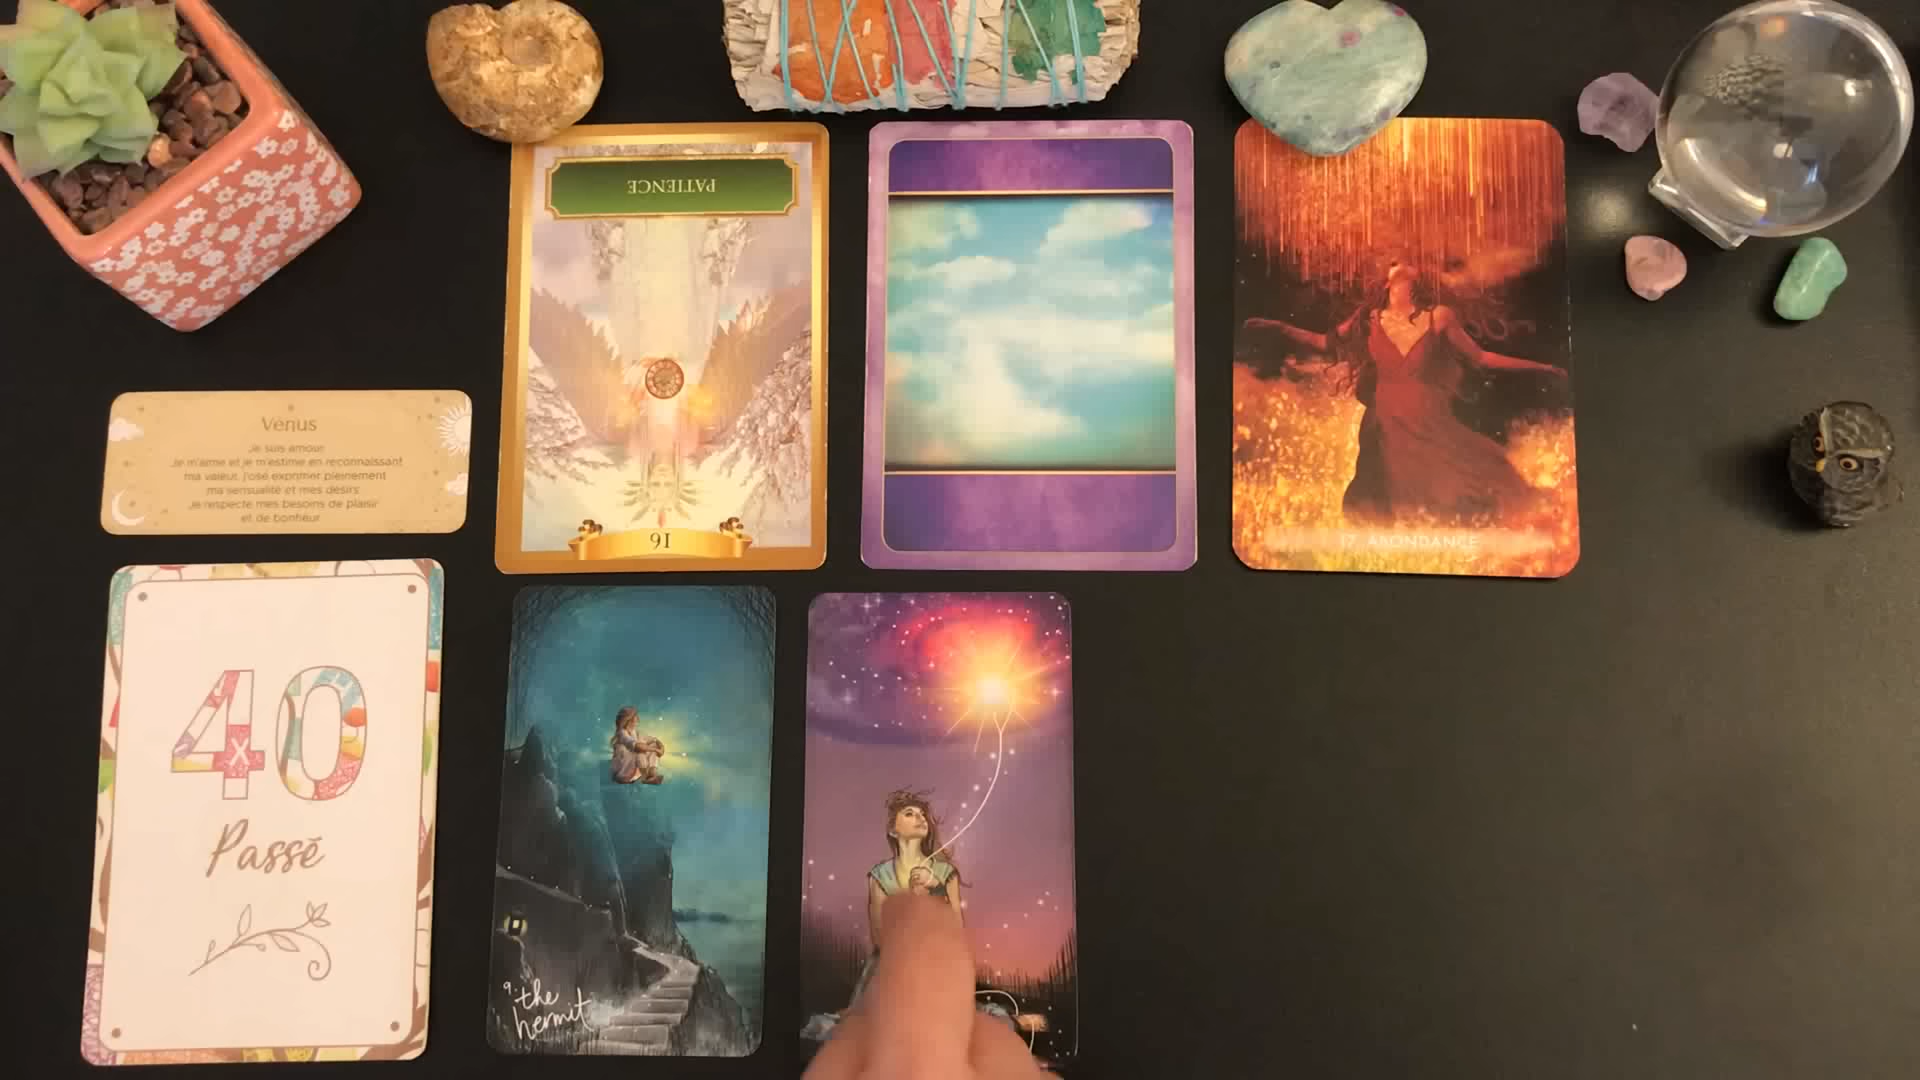 PATIENCE
16
17. ABONDANCE
Vénus
Je suis amour
Je m'aime et je m'estime en reconnaissant
ma valeur, j'ose exprimer pleinement
ma sensualité et mes désirs
Je respecte mes besoins de plaisir
et de bonheur
40
Passé
9. the
hermit